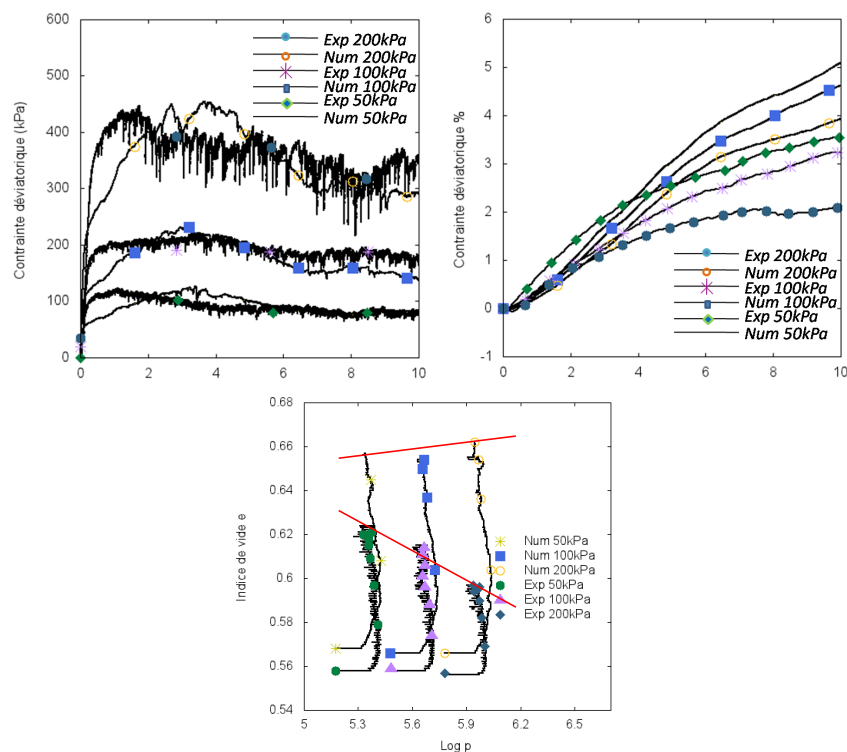 600
500
400
300
200
100
0
0 2 4 6 8 10
Contrainte déviatorique (kPa)
Exp 200kPa
Num 200kPa
Exp 100kPa
Num 100kPa
Exp 50kPa
Num 50kPa
Contrainte déviatorique %
5
4
3
2
1
0
-1
0 2 4 6 8 10
Exp 200kPa
Num 200kPa
Exp 100kPa
Num 100kPa
Exp 50kPa
Num 50kPa
Indice de vide e
0.68
0.66
0.64
0.62
0.6
0.58
0.56
0.54
5 5.3 5.6 5.9 6.2 6.5
Log p
Num 50kPa
Num 100kPa
Num 200kPa
Exp 50kPa
Exp 100kPa
Exp 200kPa